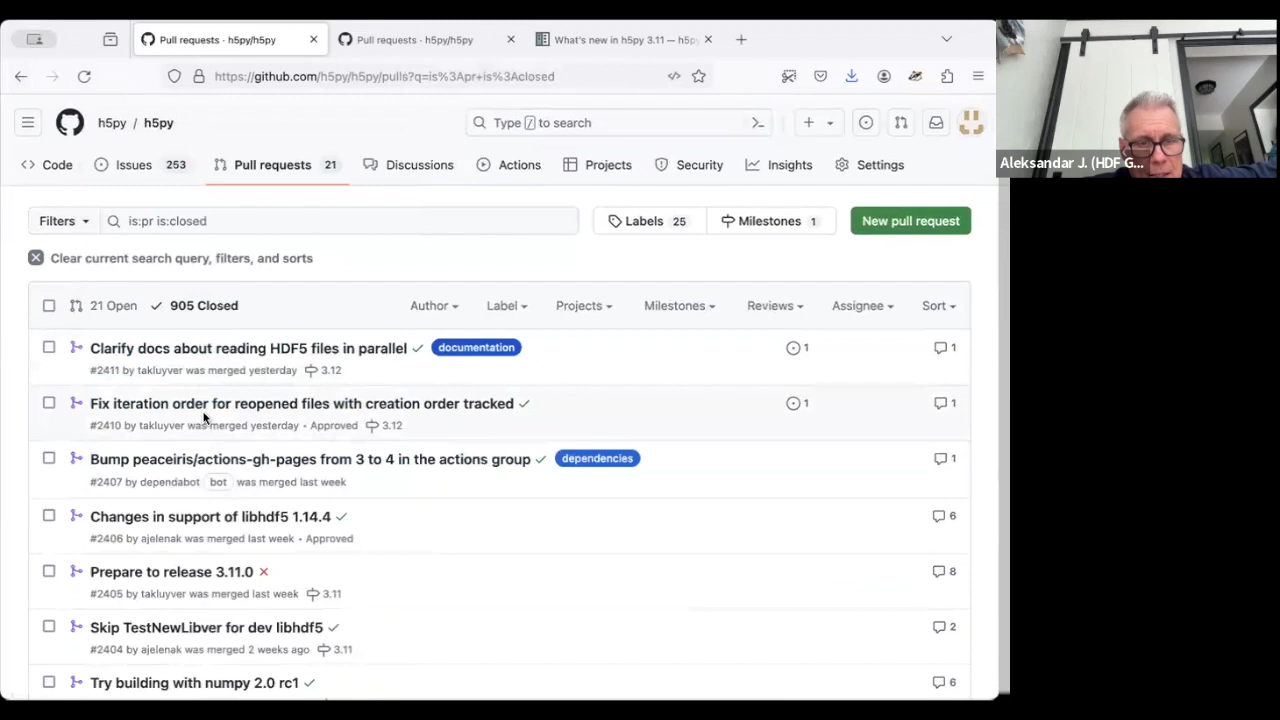 Pull requests · h5py/h5py
Pull requests · h5py/h5py
What's new in h5py 3.11 — h5p
https://github.com/h5py/h5py/pulls?q=is%3Apr+is%3Aclosed
h5py / h5py
Type / to search
Code
Issues 253
Pull requests 21
Discussions
Actions
Projects
Security
Insights
Settings
Filters
is:pr is:closed
Labels 25
Milestones 1
New pull request
Clear current search query, filters, and sorts
21 Open
905 Closed
Author
Label
Projects
Milestones
Reviews
Assignee
Sort
Clarify docs about reading HDF5 files in parallel documentation 1 1
#2411 by takluyver was merged yesterday 3.12
Fix iteration order for reopened files with creation order tracked 1 1
#2410 by takluyver was merged yesterday • Approved 3.12
Bump peaceiris/actions-gh-pages from 3 to 4 in the actions group dependencies 1
#2407 by dependabot bot was merged last week
Changes in support of libhdf5 1.14.4 6
#2406 by ajelenak was merged last week • Approved
Prepare to release 3.11.0 8
#2405 by takluyver was merged last week 3.11
Skip TestNewLibver for dev libhdf5 2
#2404 by ajelenak was merged 2 weeks ago 3.11
Try building with numpy 2.0 rc1 6
Aleksandar J. (HDF G...